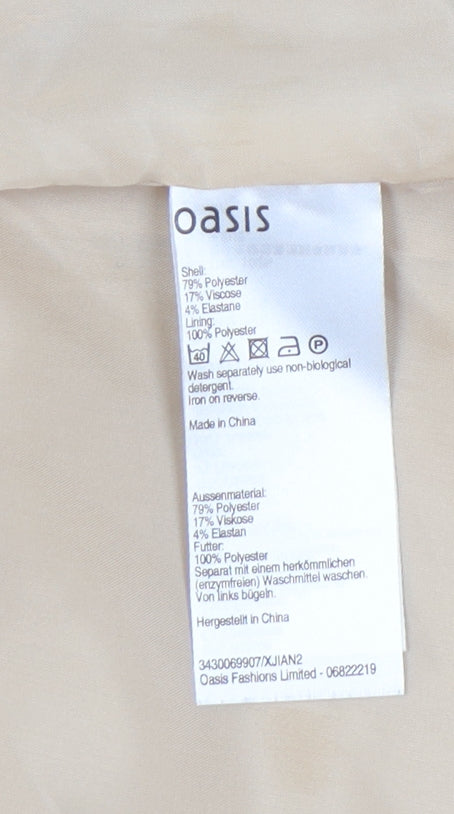 oasis
Shell:
79% Polyester
17% Viscose
4% Elastane
Lining:
100% Polyester
40 P
Wash separately use non-biological
detergent.
Iron on reverse.
Made in China
Aussenmaterial:
79% Polyester
17% Viskose
4% Elastan
Futter:
100% Polyester
Separat mit einem herkömmlichen
(enzymfreien) Waschmittel waschen.
Von links bügeln.
Hergestellt in China
3430069907/XJIAN2
Oasis Fashions Limited - 06822219